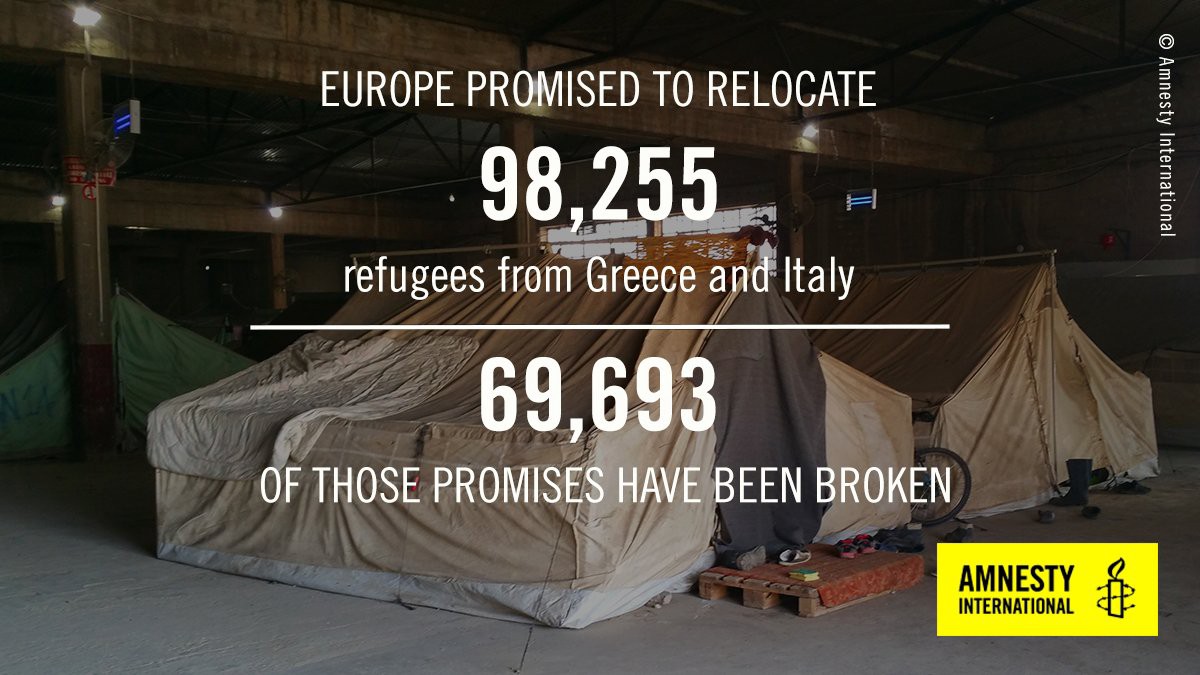 EUROPE PROMISED TO RELOCATE
98,255
refugees from Greece and Italy
69,693
OF THOSE PROMISES HAVE BEEN BROKEN
AMNESTY
INTERNATIONAL
© Amnesty International